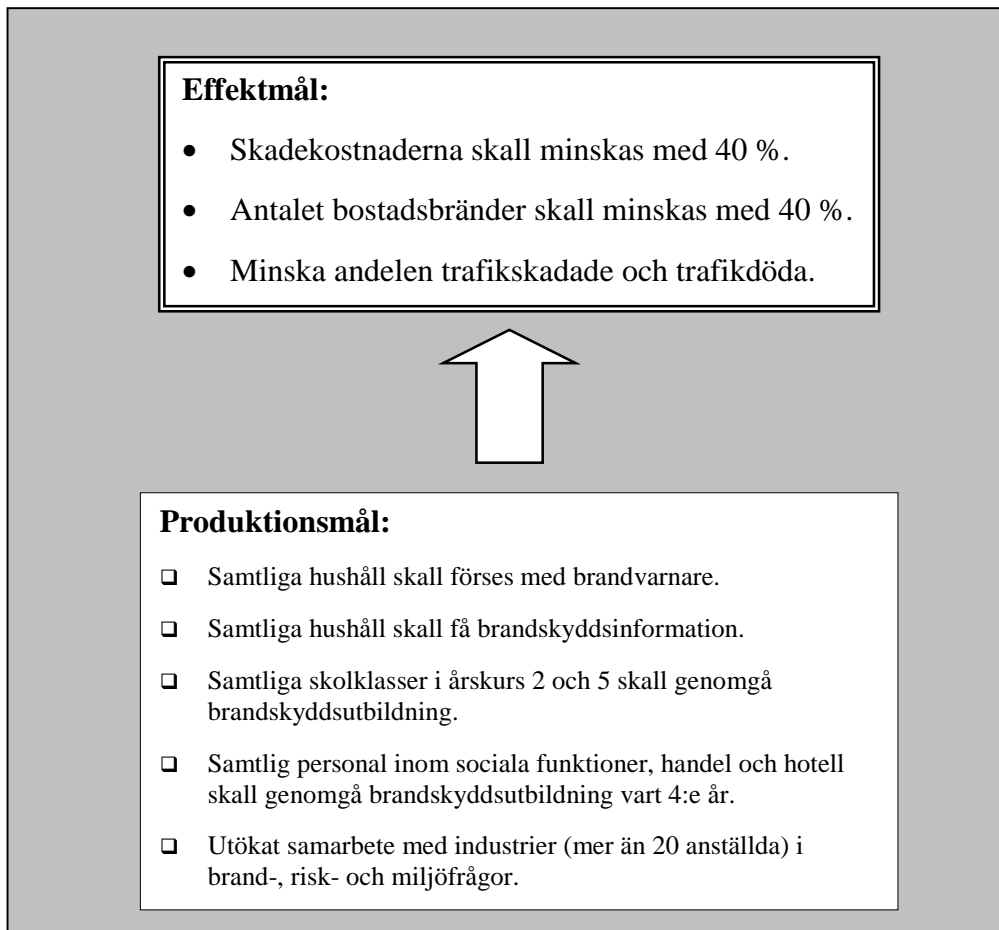 Effektmål:
• Skadekostnaderna skall minskas med 40 %.
• Antalet bostadsbränder skall minskas med 40 %.
• Minska andelen trafikskadade och trafikdöda.
Produktionsmål:
❑ Samtliga hushåll skall förses med brandvarnare.
❑ Samtliga hushåll skall få brandskyddsinformation.
❑ Samtliga skolklasser i årskurs 2 och 5 skall genomgå
brandskyddsutbildning.
❑ Samtlig personal inom sociala funktioner, handel och hotell
skall genomgå brandskyddsutbildning vart 4:e år.
❑ Utökat samarbete med industrier (mer än 20 anställda) i
brand-, risk- och miljöfrågor.